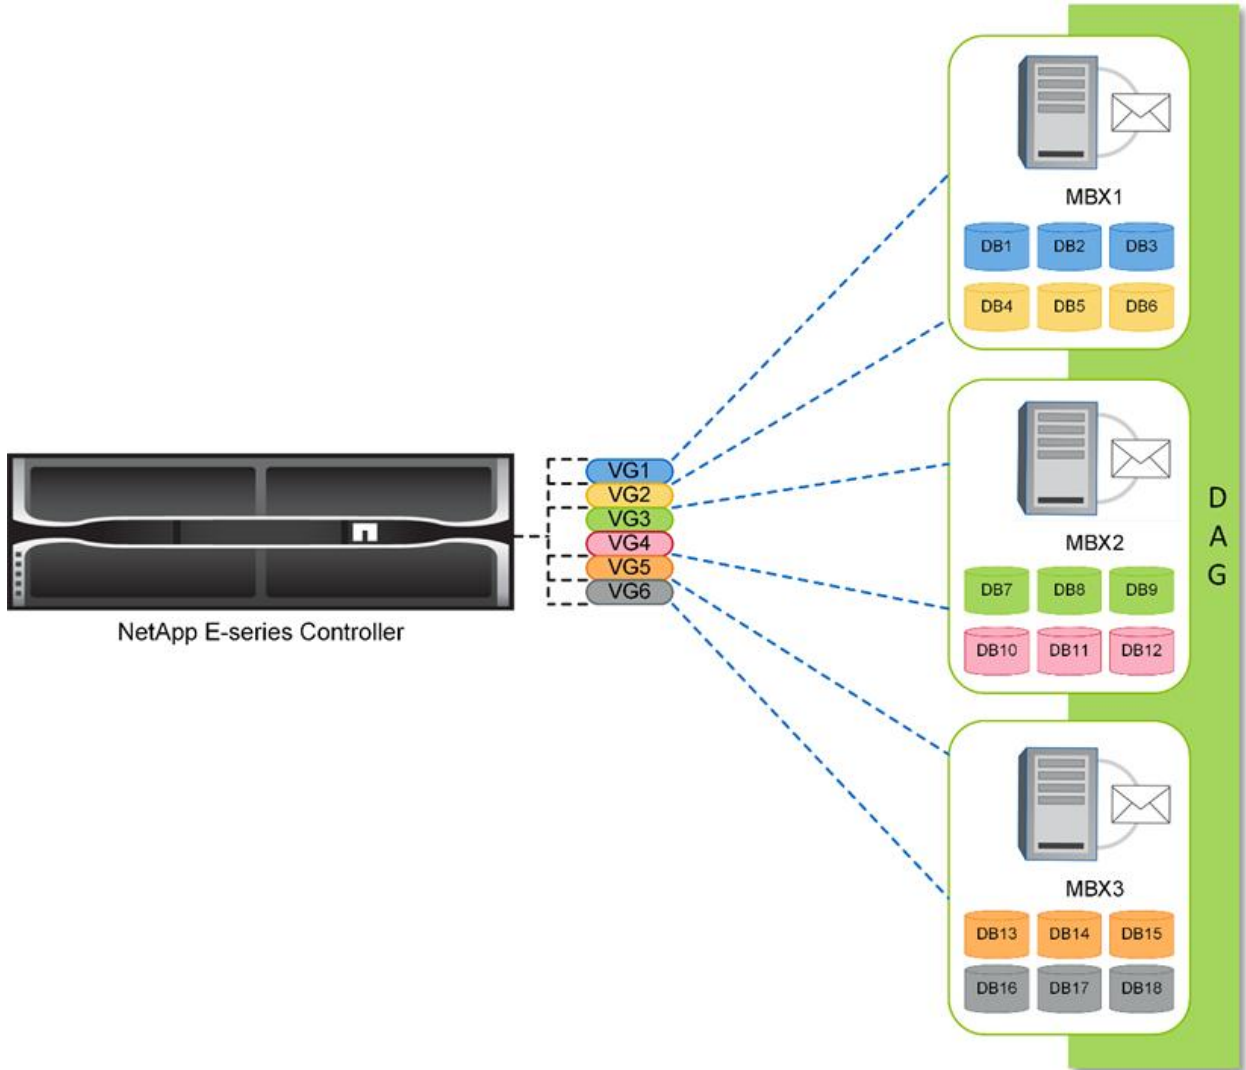 MBX1
DB1 DB2 DB3
DB4 DB5 DB6
VG1
VG2
VG3
VG4
VG5
VG6
NetApp E-series Controller
MBX2
DB7 DB8 DB9
DB10 DB11 DB12
MBX3
DB13 DB14 DB15
DB16 DB17 DB18
D
A
G